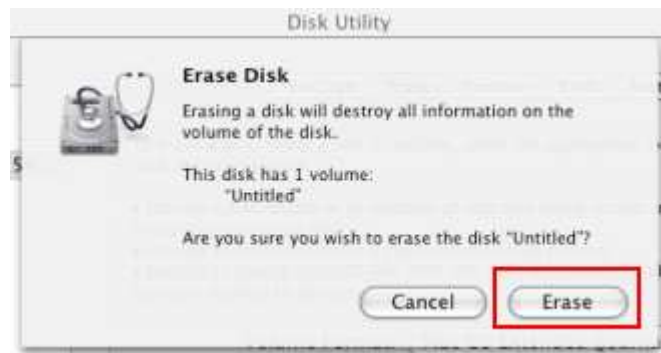 Disk Utility
Erase Disk
Erasing a disk will destroy all information on the
volume of the disk.
This disk has 1 volume:
"Untitled"
Are you sure you wish to erase the disk "Untitled"?
Cancel Erase